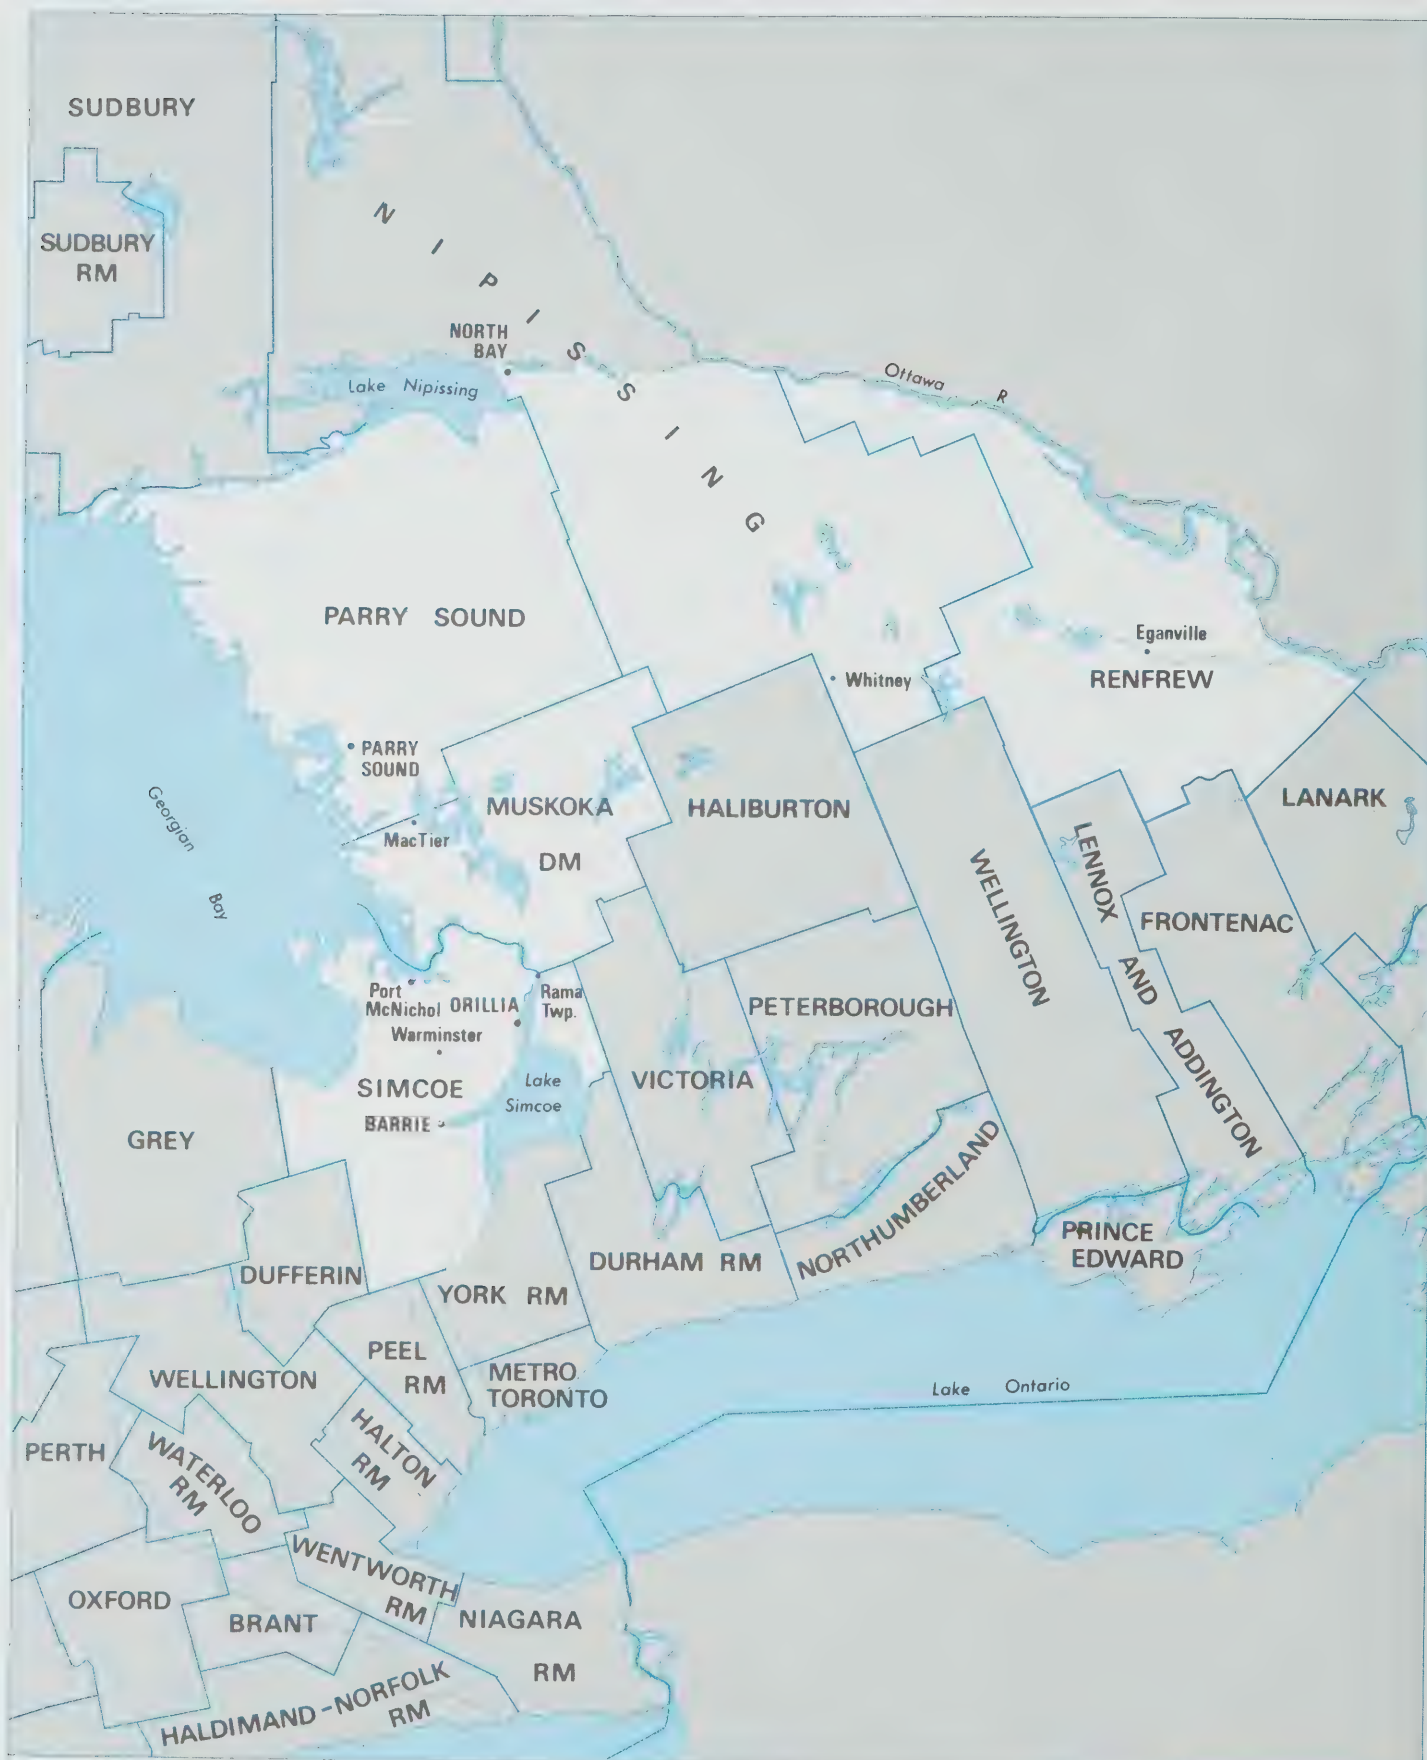 SUDBURY
SUDBURY
RM
NIPISSING
NORTH
BAY
Lake Nipissing
Ottawa R
PARRY SOUND
Eganville
RENFREW
Whitney
PARRY
SOUND
MUSKOKA
DM
MacTier
HALIBURTON
LANARK
Georgian Bay
WELLINGTON
LENNOX AND ADDINGTON
FRONTENAC
Port
McNichol
ORILLIA
Rama
Twp.
Warminster
PETERBOROUGH
SIMCOE
Lake
Simcoe
VICTORIA
BARRIE
GREY
NORTHUMBERLAND
PRINCE
EDWARD
DUFFERIN
YORK RM
DURHAM RM
PEEL
RM
METRO
TORONTO
WELLINGTON
Lake Ontario
HALTON
RM
PERTH
WATERLOO
RM
WENTWORTH
RM
OXFORD
BRANT
NIAGARA
RM
HALDIMAND-NORFOLK
RM